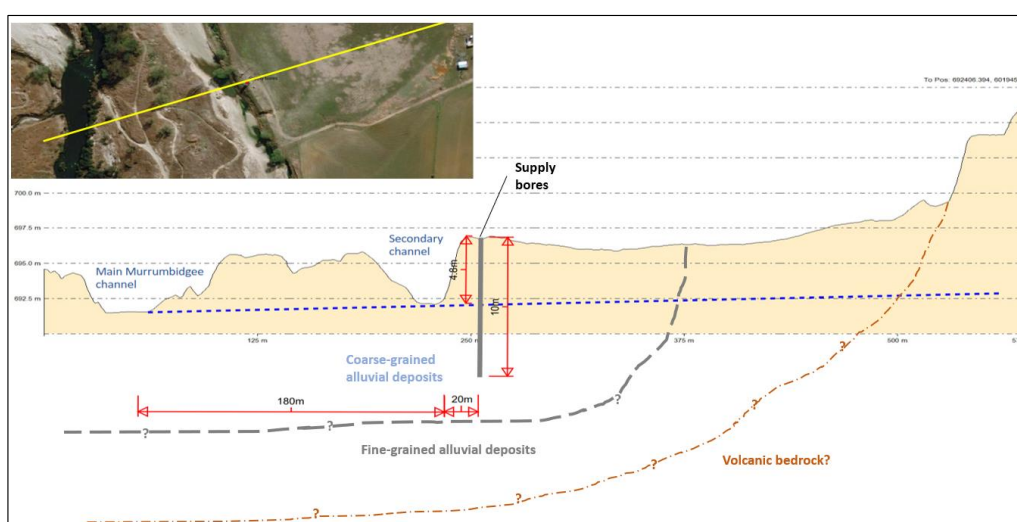 To Pos: 692406.394, 601945
Supply
bores
700.0 m
697.5 m
Secondary
channel
695.0 m
Main Murrumbidgee
channel
4.8m
692.5 m
10m
125 m
250 m
375 m
500 m
Coarse-grained
alluvial deposits
180m
20m
?
?
?
?
?
?
?
?
Fine-grained alluvial deposits
Volcanic bedrock?